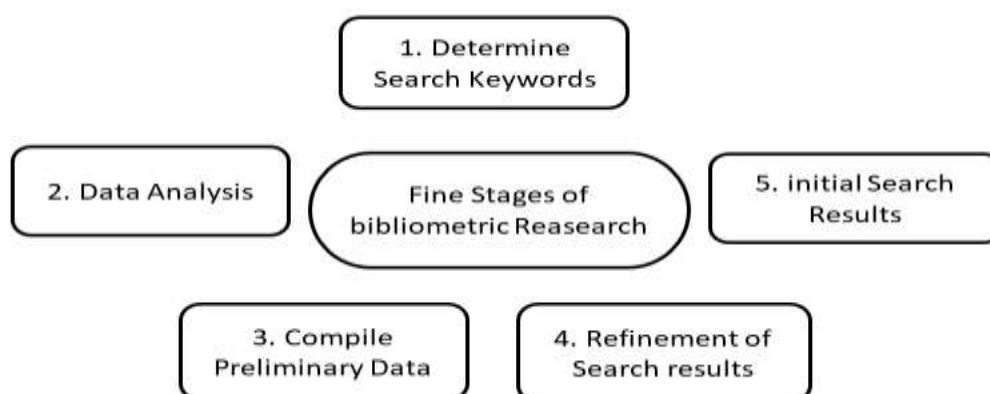 1. Determine
Search Keywords
2. Data Analysis
Fine Stages of
bibliometric Reasearch
5. initial Search
Results
3. Compile
Preliminary Data
4. Refinement of
Search results